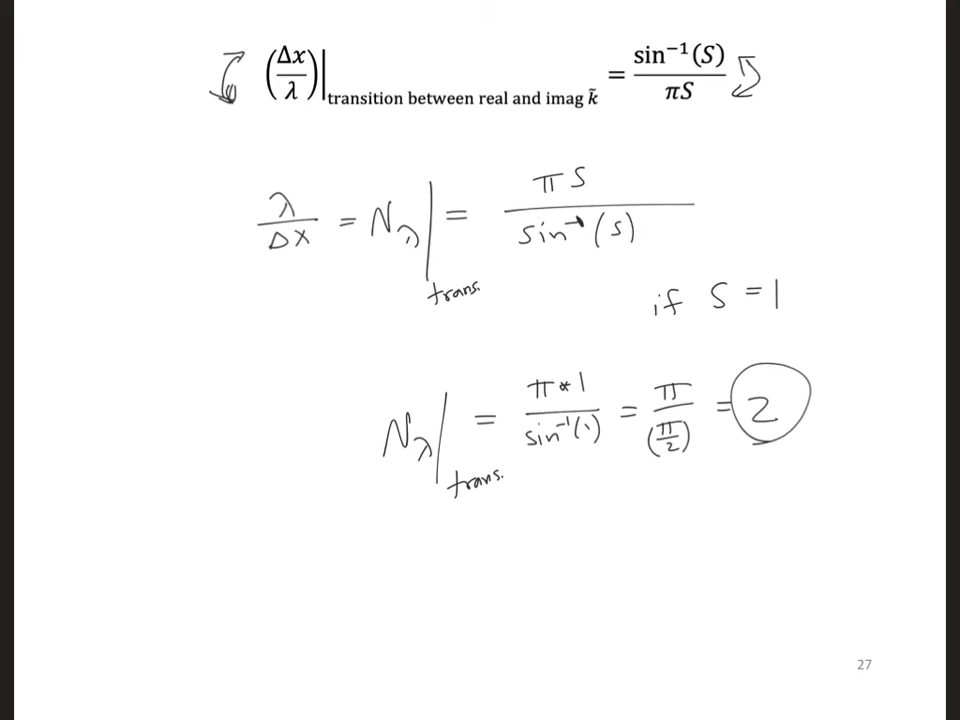 (Δx/λ)|transition between real and imag k̃ = sin⁻¹(S)/πS
λ/Δx = Nλ|trans. = πS/sin⁻¹(S)
if S = 1
Nλ|trans. = π*1/sin⁻¹(1) = π/(π/2) = 2
27